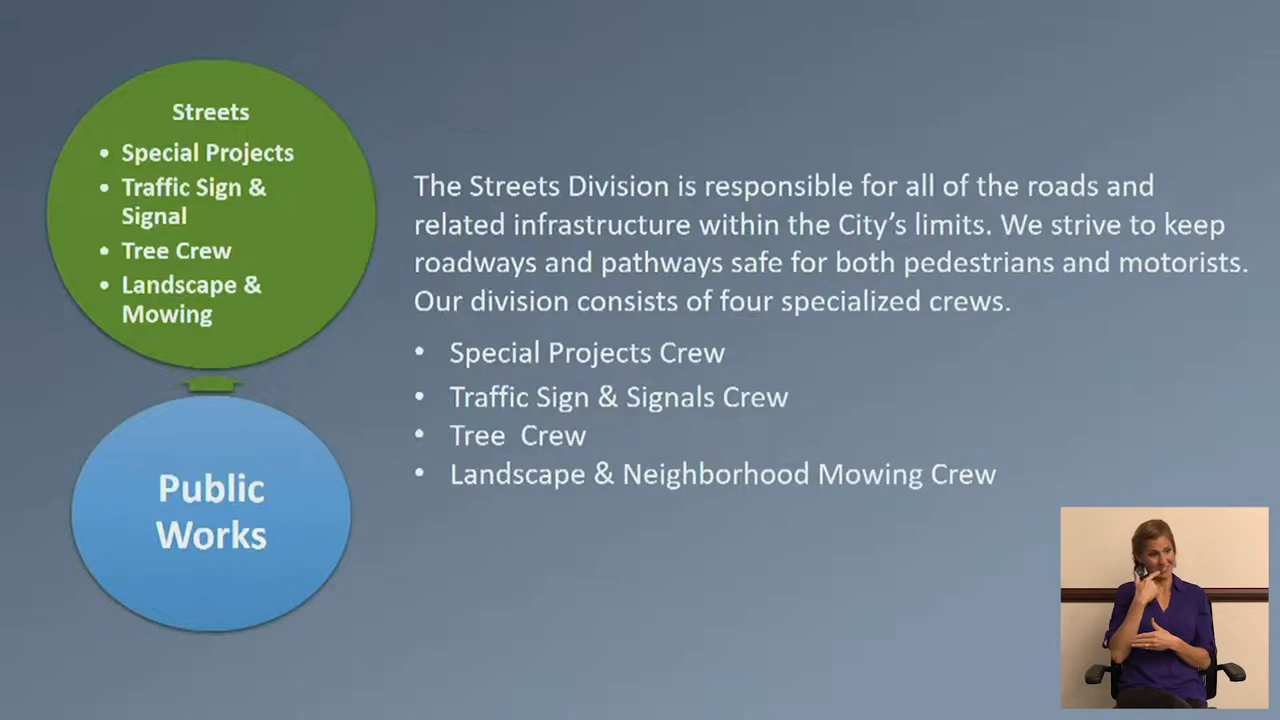 Streets
• Special Projects
• Traffic Sign &
Signal
• Tree Crew
• Landscape &
Mowing
Public
Works
The Streets Division is responsible for all of the roads and
related infrastructure within the City’s limits. We strive to keep
roadways and pathways safe for both pedestrians and motorists.
Our division consists of four specialized crews.
• Special Projects Crew
• Traffic Sign & Signals Crew
• Tree  Crew
• Landscape & Neighborhood Mowing Crew